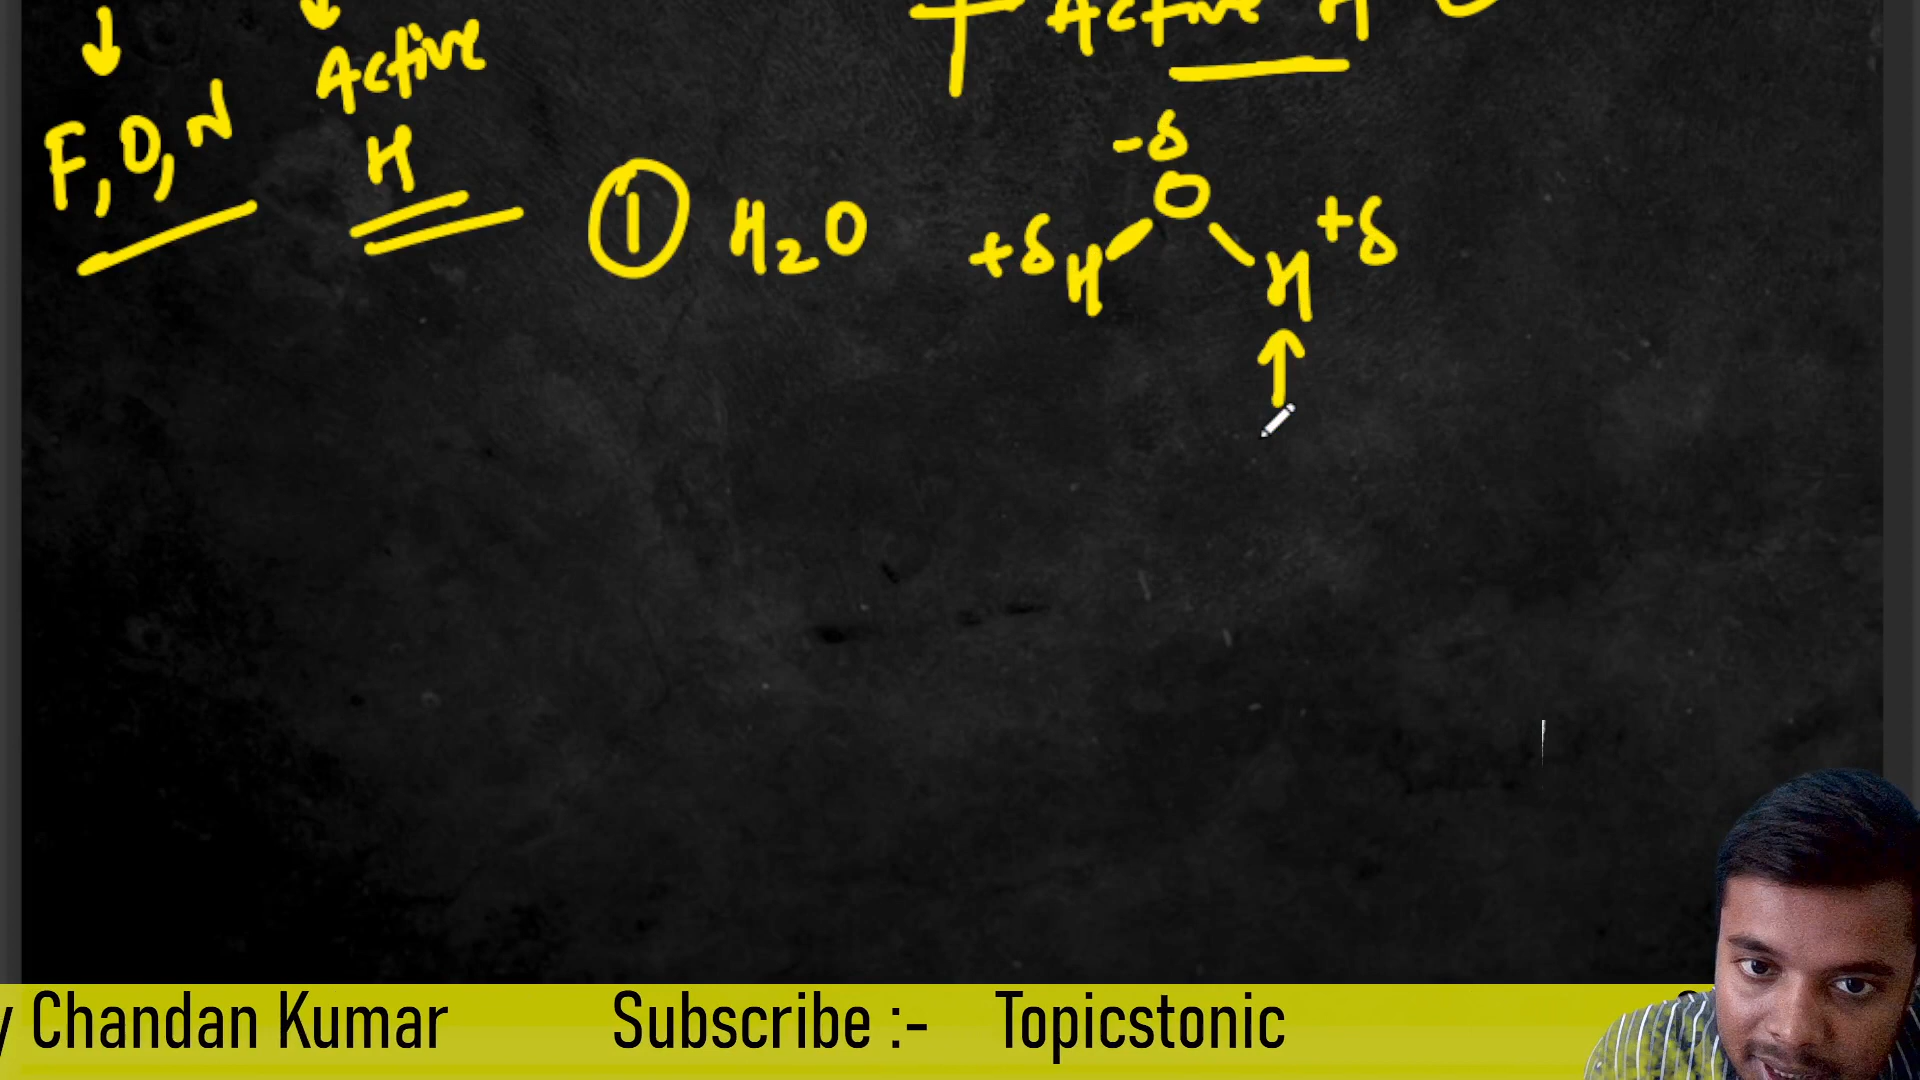 Active
Active H
F, O, N
H
① H₂O
-δ
O
+δ H
H +δ
y Chandan Kumar Subscribe :- Topicstonic